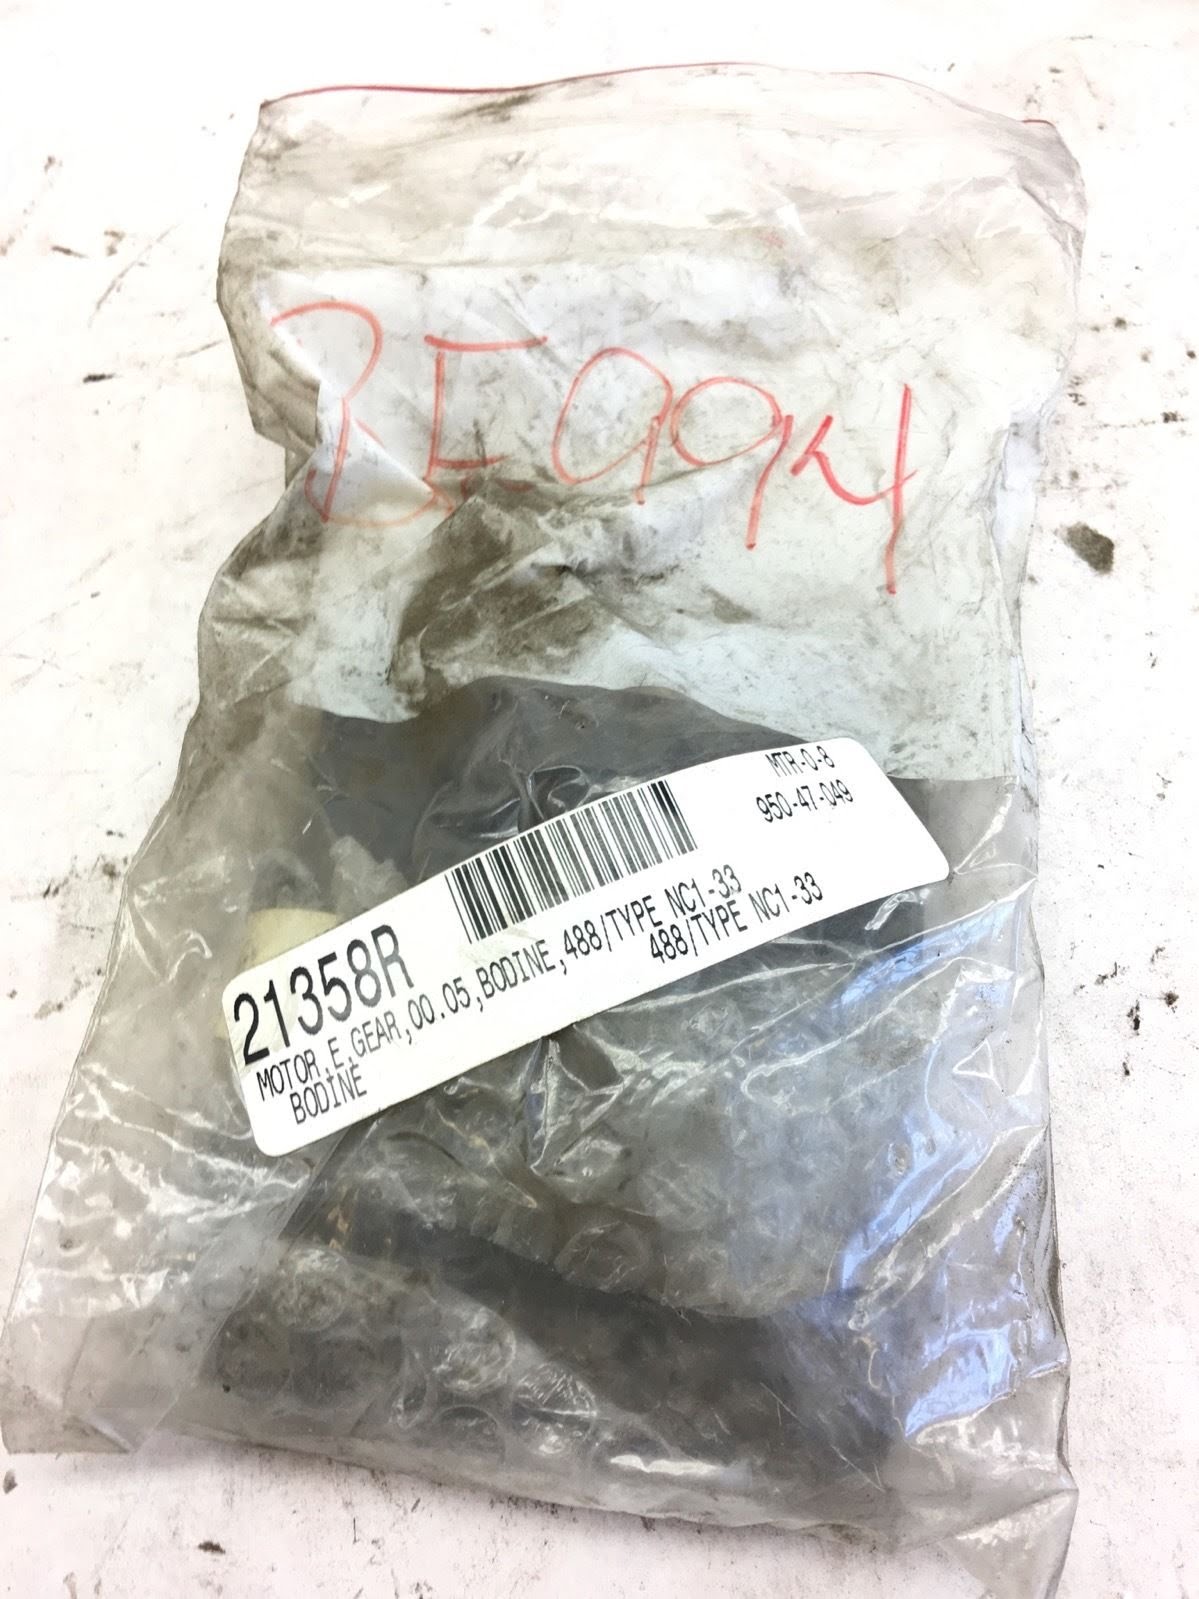 MTR-0-8
950-47-049
21358R
MOTOR,E,GEAR,00.05,BODINE,488/TYPE NC1-33
BODINE 488/TYPE NC1-33